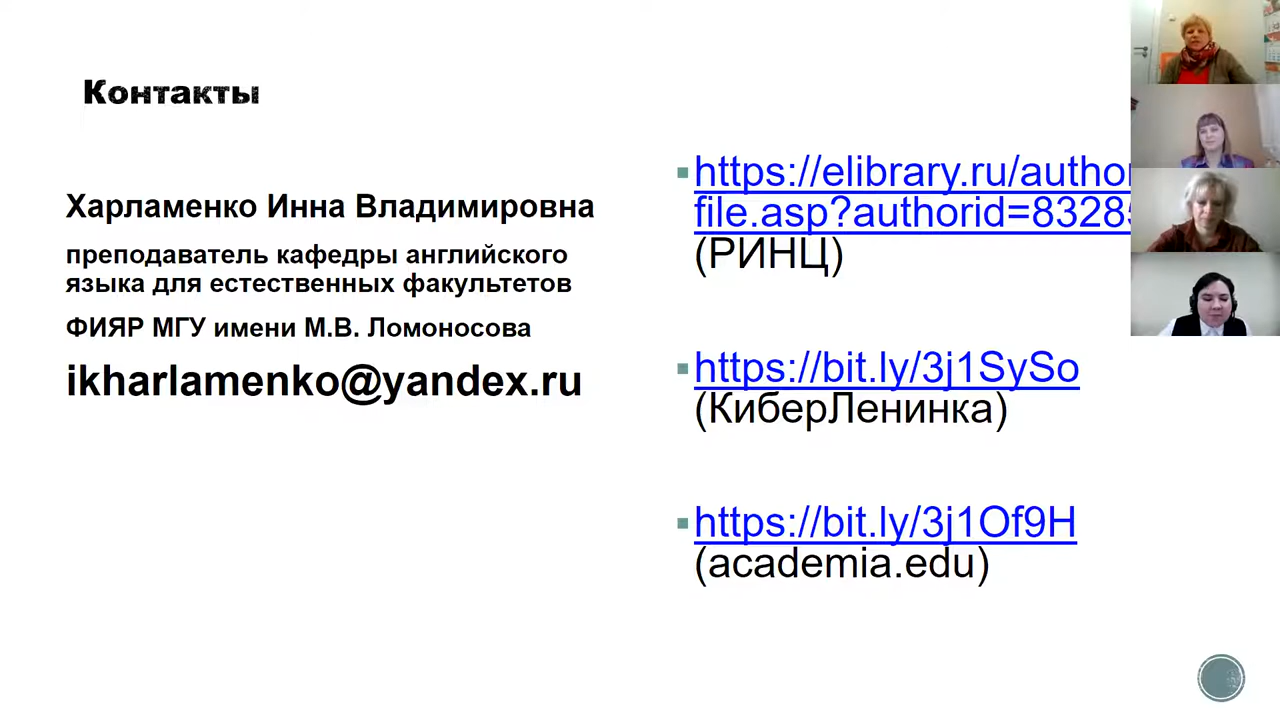 Контакты
Харламенко Инна Владимировна
преподаватель кафедры английского
языка для естественных факультетов
ФИЯР МГУ имени М.В. Ломоносова
ikharlamenko@yandex.ru
https://elibrary.ru/autho
file.asp?authorid=8328
(РИНЦ)
https://bit.ly/3j1SySo
(КиберЛенинка)
https://bit.ly/3j1Of9H
(academia.edu)